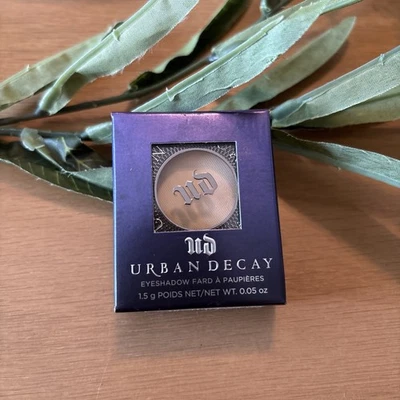 UD
UD
URBAN DECAY
EYESHADOW FARD À PAUPIÈRES
1.5 g POIDS NET/NET WT. 0.05 oz